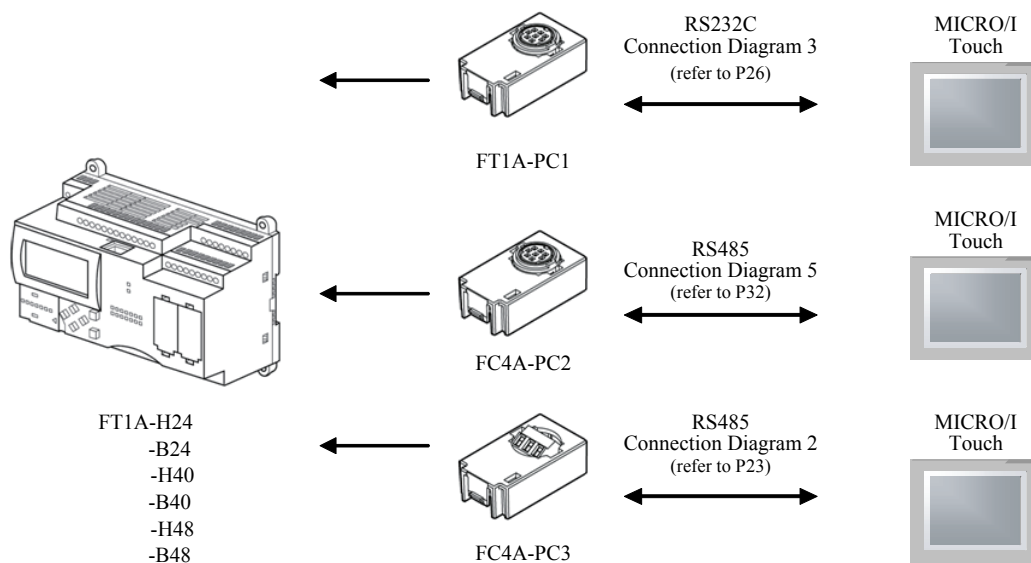 RS232C
Connection Diagram 3
(refer to P26)
MICRO/I
Touch
FT1A-PC1
RS485
Connection Diagram 5
(refer to P32)
MICRO/I
Touch
FC4A-PC2
FT1A-H24
-B24
-H40
-B40
-H48
-B48
RS485
Connection Diagram 2
(refer to P23)
MICRO/I
Touch
FC4A-PC3